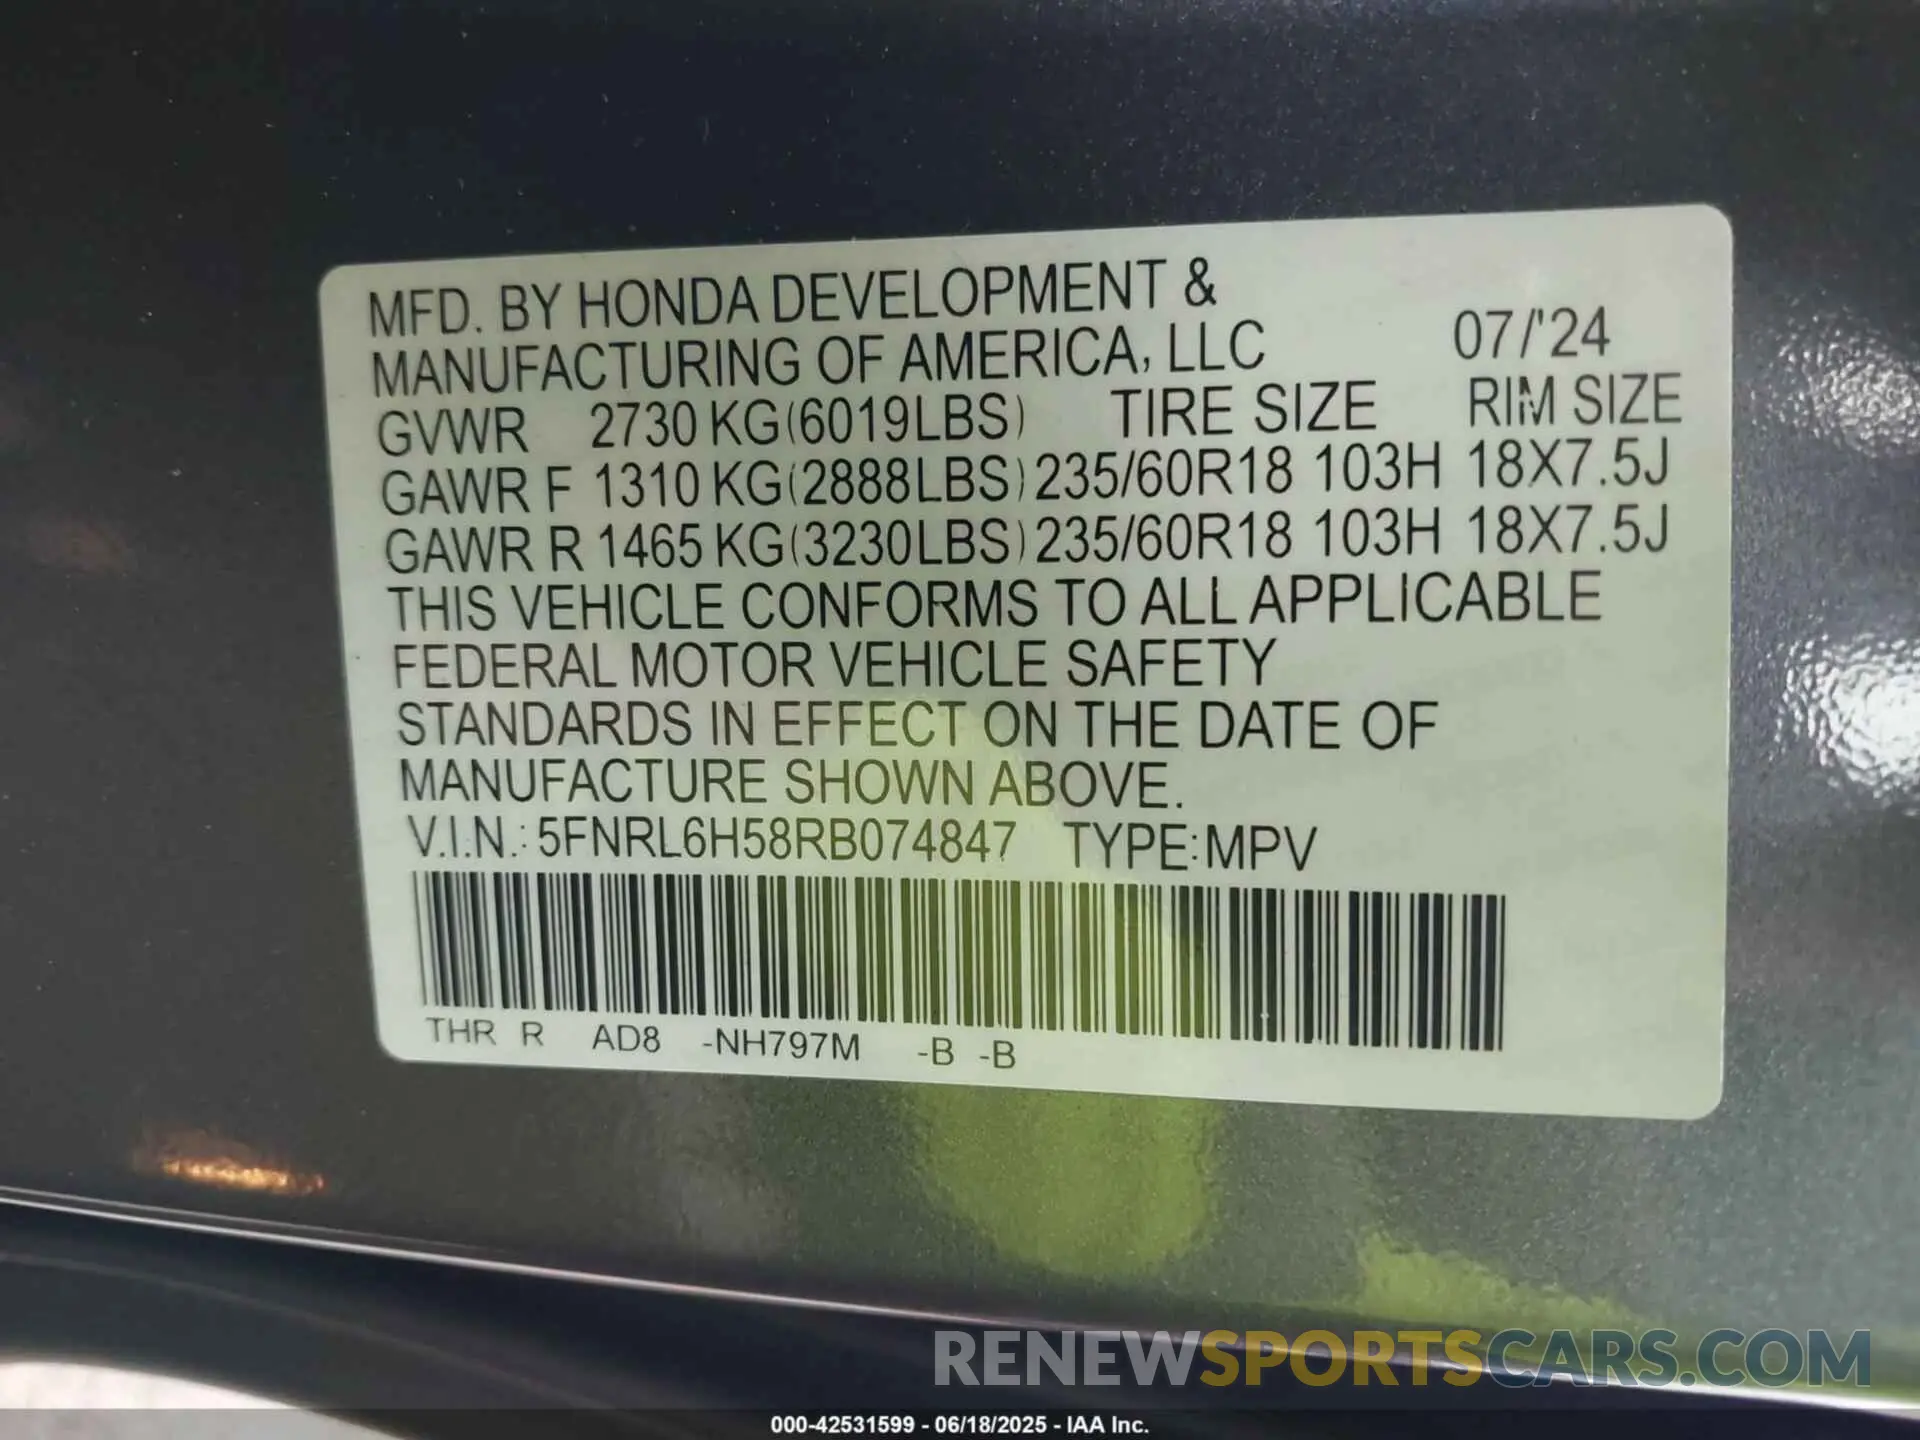 MFD. BY HONDA DEVELOPMENT &
MANUFACTURING OF AMERICA, LLC 07/'24
GVWR 2730 KG(6019LBS) TIRE SIZE RIM SIZE
GAWR F 1310 KG(2888LBS) 235/60R18 103H 18X7.5J
GAWR R 1465 KG(3230LBS) 235/60R18 103H 18X7.5J
THIS VEHICLE CONFORMS TO ALL APPLICABLE
FEDERAL MOTOR VEHICLE SAFETY
STANDARDS IN EFFECT ON THE DATE OF
MANUFACTURE SHOWN ABOVE.
V.I.N.: 5FNRL6H58RB074847 TYPE:MPV
THR R AD8 -NH797M -B -B
RENEWSPORTSCARS.COM
000-42531599 - 06/18/2025 - IAA Inc.